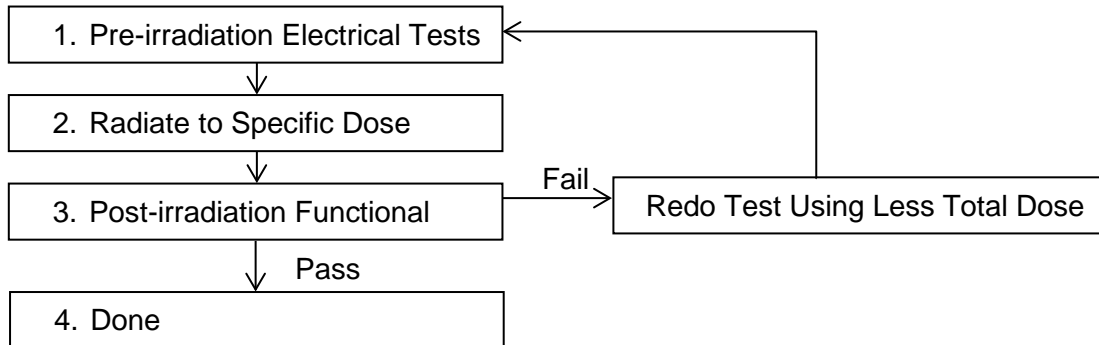 1. Pre-irradiation Electrical Tests
2. Radiate to Specific Dose
Fail
3. Post-irradiation Functional
Redo Test Using Less Total Dose
Pass
4. Done